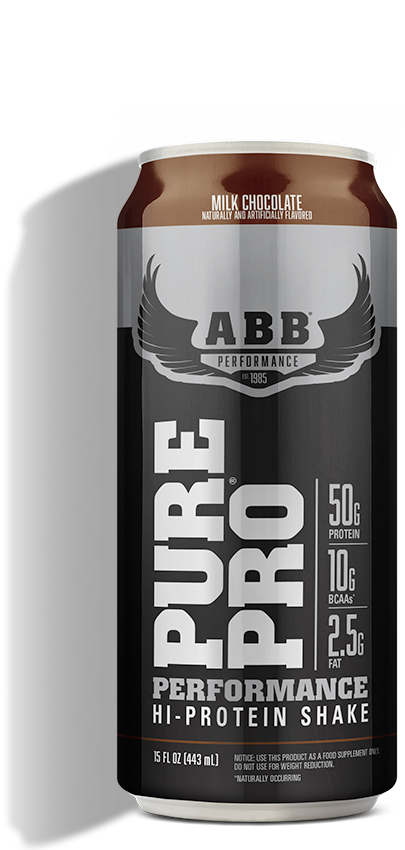 MILK CHOCOLATE
NATURALLY AND ARTIFICIALLY FLAVORED
ABB®
PERFORMANCE
EST. 1985
PURE
PRO®
50G
PROTEIN
10G
BCAAs*
2.5G
FAT
PERFORMANCE
HI-PROTEIN SHAKE
15 FL OZ (443 mL)
NOTICE: USE THIS PRODUCT AS A FOOD SUPPLEMENT ONLY.
DO NOT USE FOR WEIGHT REDUCTION.
*NATURALLY OCCURRING